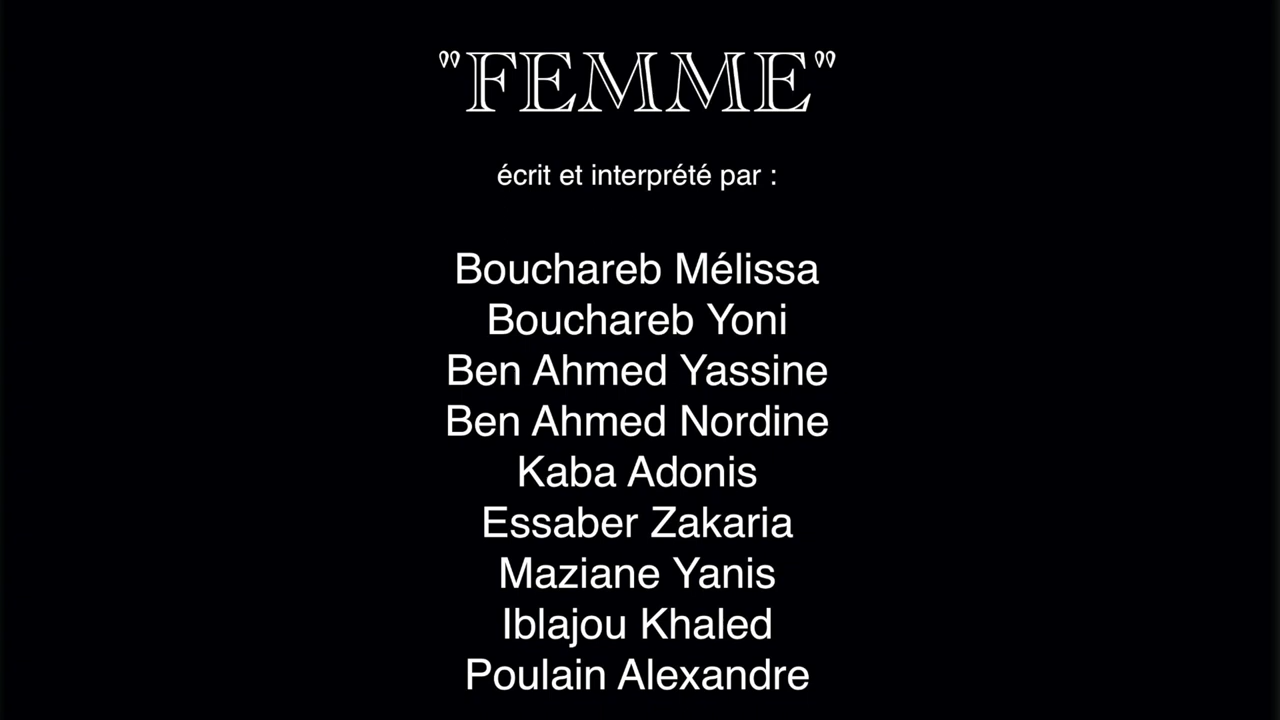 "FEMME"
écrit et interprété par :
Bouchareb Mélissa
Bouchareb Yoni
Ben Ahmed Yassine
Ben Ahmed Nordine
Kaba Adonis
Essaber Zakaria
Maziane Yanis
Iblajou Khaled
Poulain Alexandre